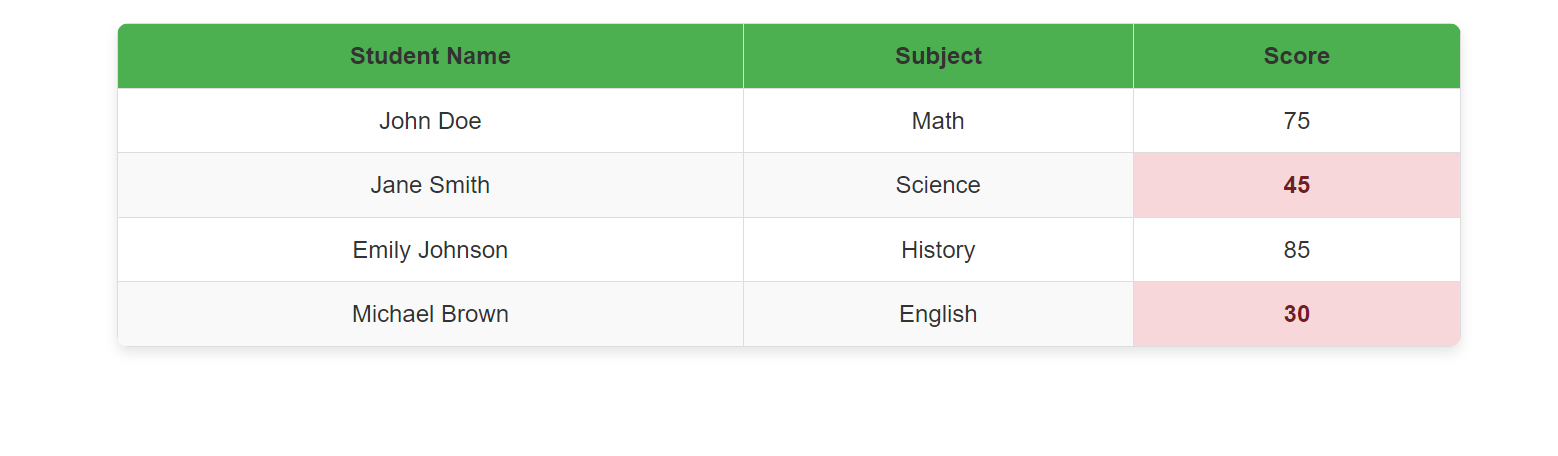 Student Name Subject Score
John Doe Math 75
Jane Smith Science 45
Emily Johnson History 85
Michael Brown English 30